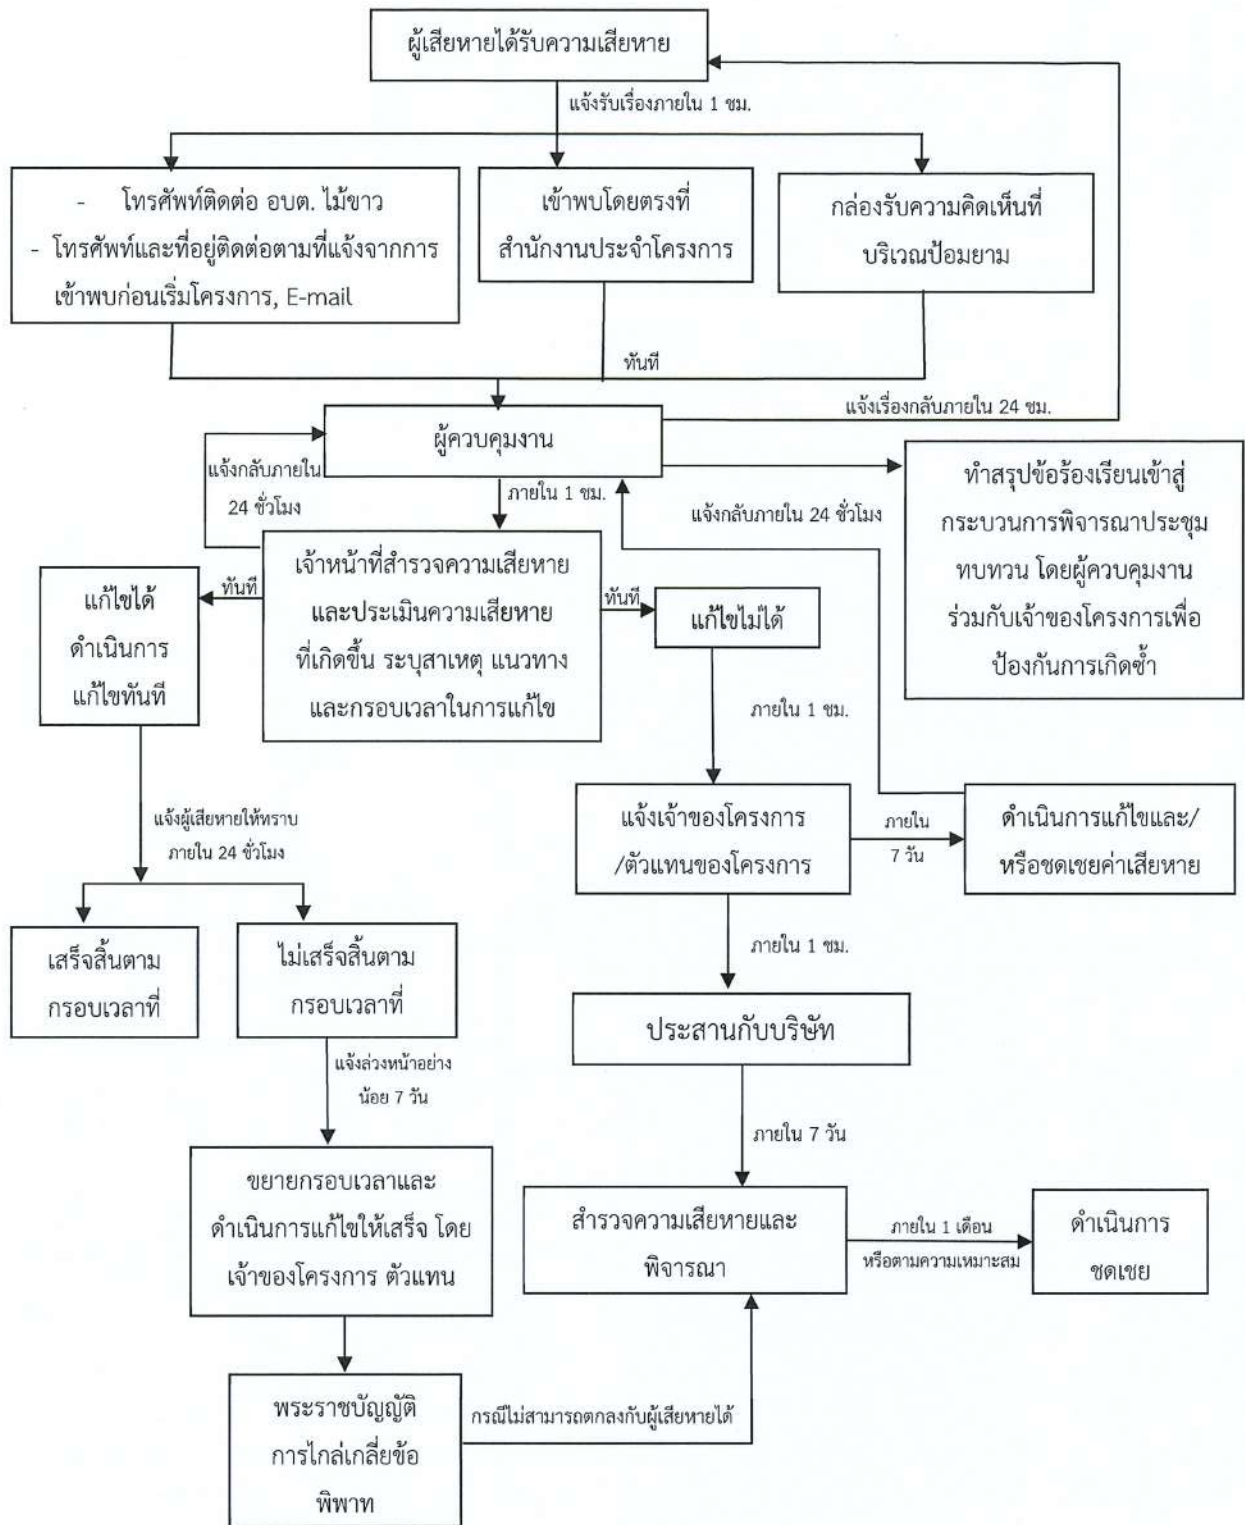 ผู้เสียหายได้รับความเสียหาย
แจ้งรับเรื่องภายใน 1 ชม.
- โทรศัพท์ติดต่อ อบต. ไม้ขาว
- โทรศัพท์และที่อยู่ติดต่อตามที่แจ้งจากการ
เข้าพบก่อนเริ่มโครงการ, E-mail
เข้าพบโดยตรงที่
สำนักงานประจำโครงการ
กล่องรับความคิดเห็นที่
บริเวณป้อมยาม
ทันที
แจ้งเรื่องกลับภายใน 24 ชม.
ผู้ควบคุมงาน
แจ้งกลับภายใน
24 ชั่วโมง
ภายใน 1 ชม.
แจ้งกลับภายใน 24 ชั่วโมง
ทำสรุปข้อร้องเรียนเข้าสู่
กระบวนการพิจารณาประชุม
ทบทวน โดยผู้ควบคุมงาน
ร่วมกับเจ้าของโครงการเพื่อ
ป้องกันการเกิดซ้ำ
เจ้าหน้าที่สำรวจความเสียหาย
และประเมินความเสียหาย
ที่เกิดขึ้น ระบุสาเหตุ แนวทาง
และกรอบเวลาในการแก้ไข
ทันที
แก้ไขได้
ดำเนินการ
แก้ไขทันที
ทันที
แก้ไขไม่ได้
ภายใน 1 ชม.
แจ้งผู้เสียหายให้ทราบ
ภายใน 24 ชั่วโมง
แจ้งเจ้าของโครงการ
/ตัวแทนของโครงการ
ภายใน
7 วัน
ดำเนินการแก้ไขและ/
หรือชดเชยค่าเสียหาย
เสร็จสิ้นตาม
กรอบเวลาที่
ไม่เสร็จสิ้นตาม
กรอบเวลาที่
ภายใน 1 ชม.
ประสานกับบริษัท
แจ้งล่วงหน้าอย่าง
น้อย 7 วัน
ภายใน 7 วัน
ขยายกรอบเวลาและ
ดำเนินการแก้ไขให้เสร็จ โดย
เจ้าของโครงการ ตัวแทน
สำรวจความเสียหายและ
พิจารณา
ภายใน 1 เดือน
หรือตามความเหมาะสม
ดำเนินการ
ชดเชย
พระราชบัญญัติ
การไกล่เกลี่ยข้อ
พิพาท
กรณีไม่สามารถตกลงกับผู้เสียหายได้